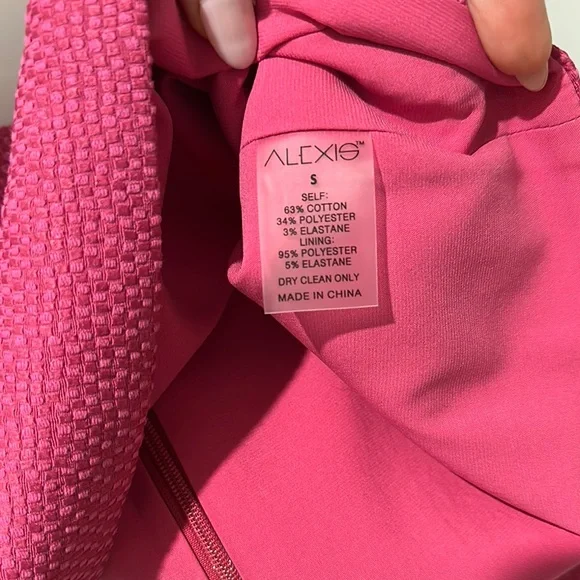 ALEXIS™
S
SELF:
63% COTTON
34% POLYESTER
3% ELASTANE
LINING:
95% POLYESTER
5% ELASTANE
DRY CLEAN ONLY
MADE IN CHINA